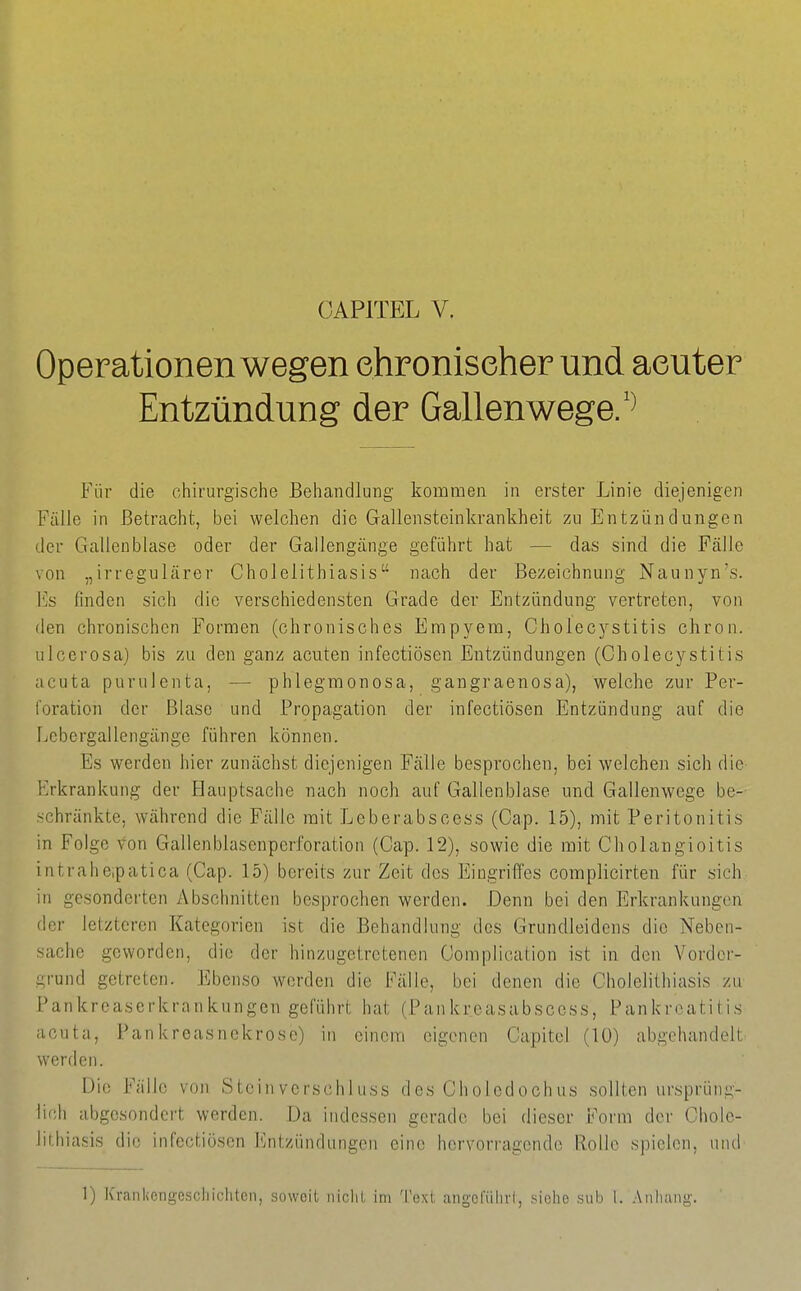 CAPITEL V.
Operationen wegen chronischer und acuter
Entzündung der Gallenwege.¹⁾
Für die chirurgische Behandlung kommen in erster Linie diejenigen
Fälle in Betracht, bei welchen die Gallensteinkrankheit zu Entzündungen
der Gallenblase oder der Gallengänge geführt hat — das sind die Fälle
von „irregulärer Cholelithiasis“ nach der Bezeichnung Naunyn's.
Es finden sich die verschiedensten Grade der Entzündung vertreten, von
den chronischen Formen (chronisches Empyem, Cholecystitis chron.
ulcerosa) bis zu den ganz acuten infectiösen Entzündungen (Cholecystitis
acuta purulenta, — phlegmonosa, gangraenosa), welche zur Per-
foration der Blase und Propagation der infectiösen Entzündung auf die
Lebergallengänge führen können.
Es werden hier zunächst diejenigen Fälle besprochen, bei welchen sich die
Erkrankung der Hauptsache nach noch auf Gallenblase und Gallenwege be-
schränkte, während die Fälle mit Leberabscess (Cap. 15), mit Peritonitis
in Folge von Gallenblasenperforation (Cap. 12), sowie die mit Cholangioitis
intrahepatica (Cap. 15) bereits zur Zeit des Eingriffes complicirten für sich
in gesonderten Abschnitten besprochen werden. Denn bei den Erkrankungen
der letzteren Kategorien ist die Behandlung des Grundleidens die Neben-
sache geworden, die der hinzugetretenen Complication ist in den Vorder-
grund getreten. Ebenso werden die Fälle, bei denen die Cholelithiasis zu
Pankreaserkrankungen geführt hat (Pankreasabscess, Pankreatitis
acuta, Pankreasnekrose) in einem eigenen Capitel (10) abgehandelt
werden.
Die Fälle von Steinverschluss des Choledochus sollten ursprüng-
lich abgesondert werden. Da indessen gerade bei dieser Form der Chole-
lithiasis die infectiösen Entzündungen eine hervorragende Rolle spielen, und
1) Krankengeschichten, soweit nicht im Text angeführt, siehe sub I. Anhang.